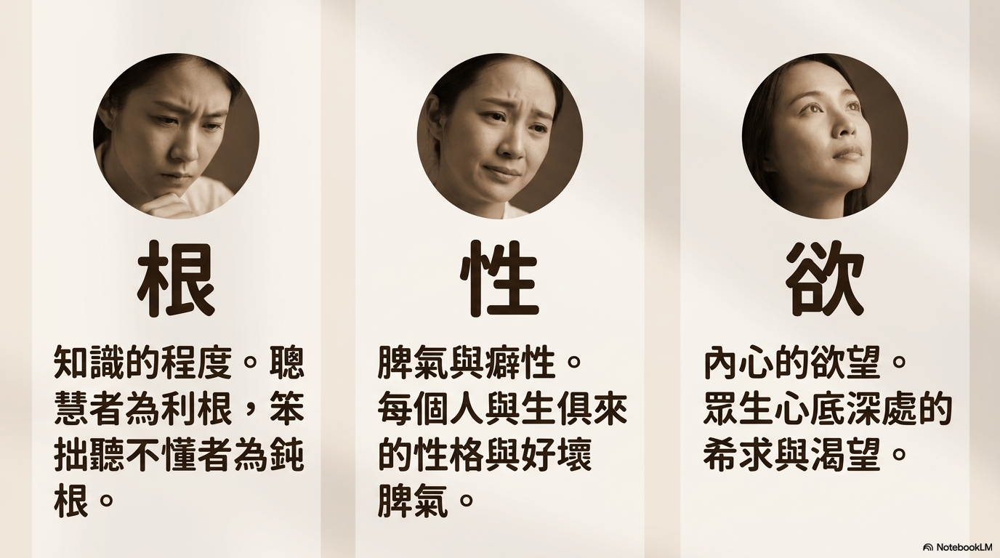 根
知識的程度。聰
慧者為利根，笨
拙聽不懂者為鈍
根。
性
脾氣與癖性。
每個人與生俱來
的性格與好壞
脾氣。
欲
內心的欲望。
眾生心底深處的
希求與渴望。
NotebookLM